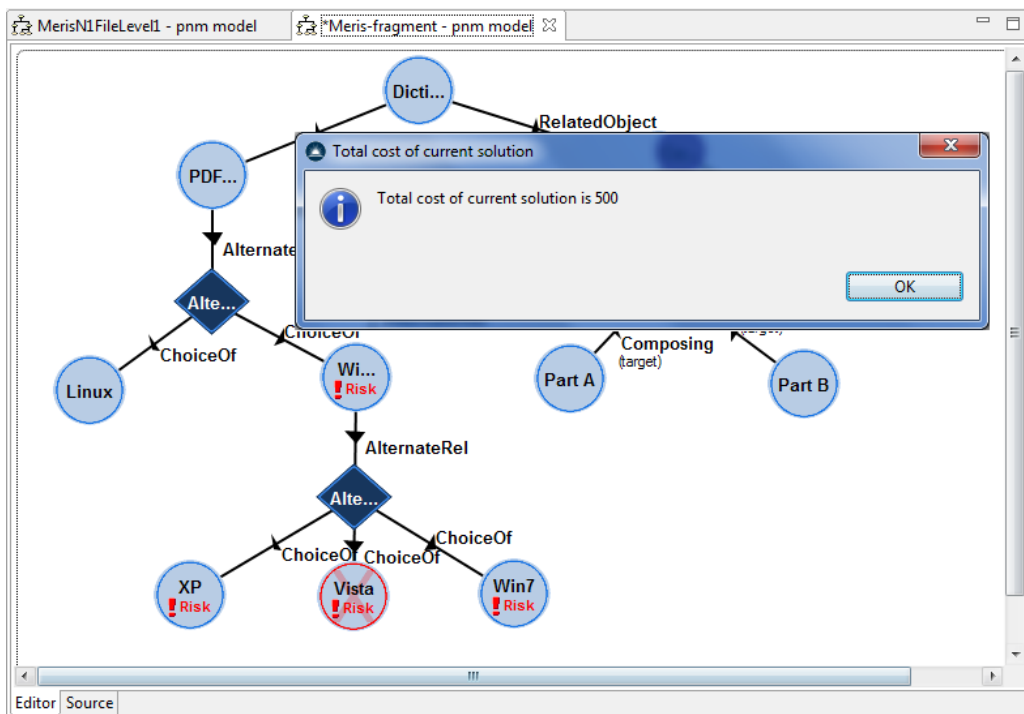 MerisN1FileLevel1 - pnm model
*Meris-fragment - pnm model
Dicti...
RelatedObject
Total cost of current solution
PDF...
Total cost of current solution is 500
Alternate
OK
Alte...
ChoiceOf
Composing
(target)
(target)
ChoiceOf
Linux
Wi...
Risk
Part A
Part B
AlternateRel
Alte...
ChoiceOf
ChoiceOf
ChoiceOf
XP
Risk
Vista
Risk
Win7
Risk
Editor
Source